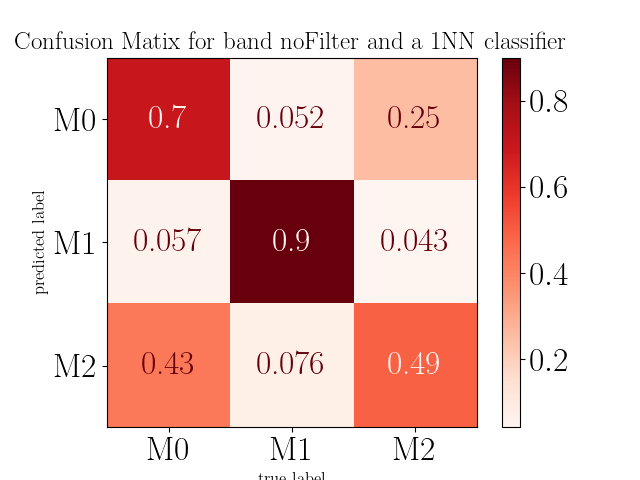 Confusion Matix for band noFilter and a 1NN classifier
M0 0.7 0.052 0.25
M1 0.057 0.9 0.043
M2 0.43 0.076 0.49
M0 M1 M2
predicted label
true label
0.8
0.6
0.4
0.2